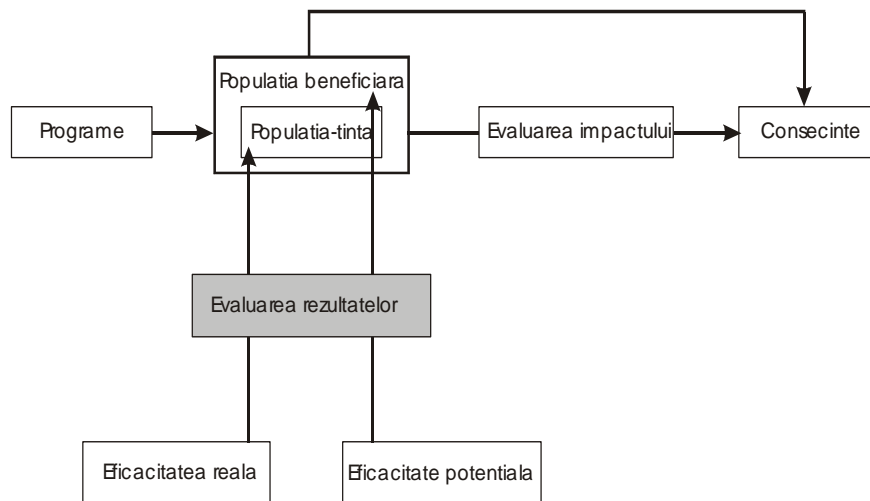 Populatia beneficiara
Programe
Populatia-tinta
Evaluarea impactului
Consecinte
Evaluarea rezultatelor
Eficacitatea reala
Eficacitate potentiala